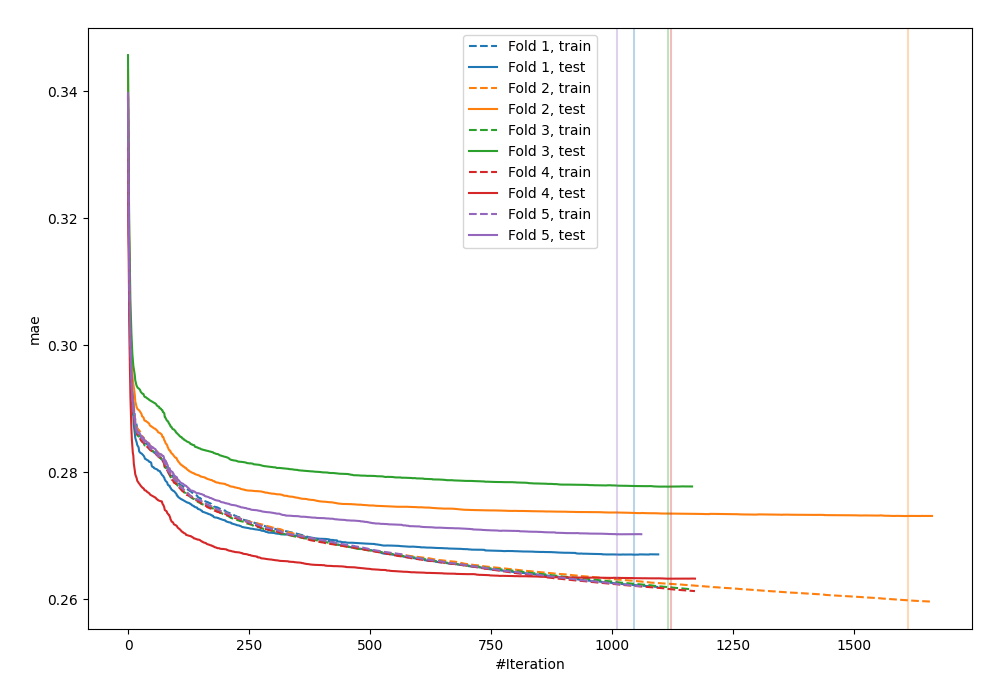 Fold 1, train
Fold 1, test
Fold 2, train
Fold 2, test
Fold 3, train
Fold 3, test
Fold 4, train
Fold 4, test
Fold 5, train
Fold 5, test
mae
0.34
0.32
0.30
0.28
0.26
0
250
500
750
1000
1250
1500
#Iteration